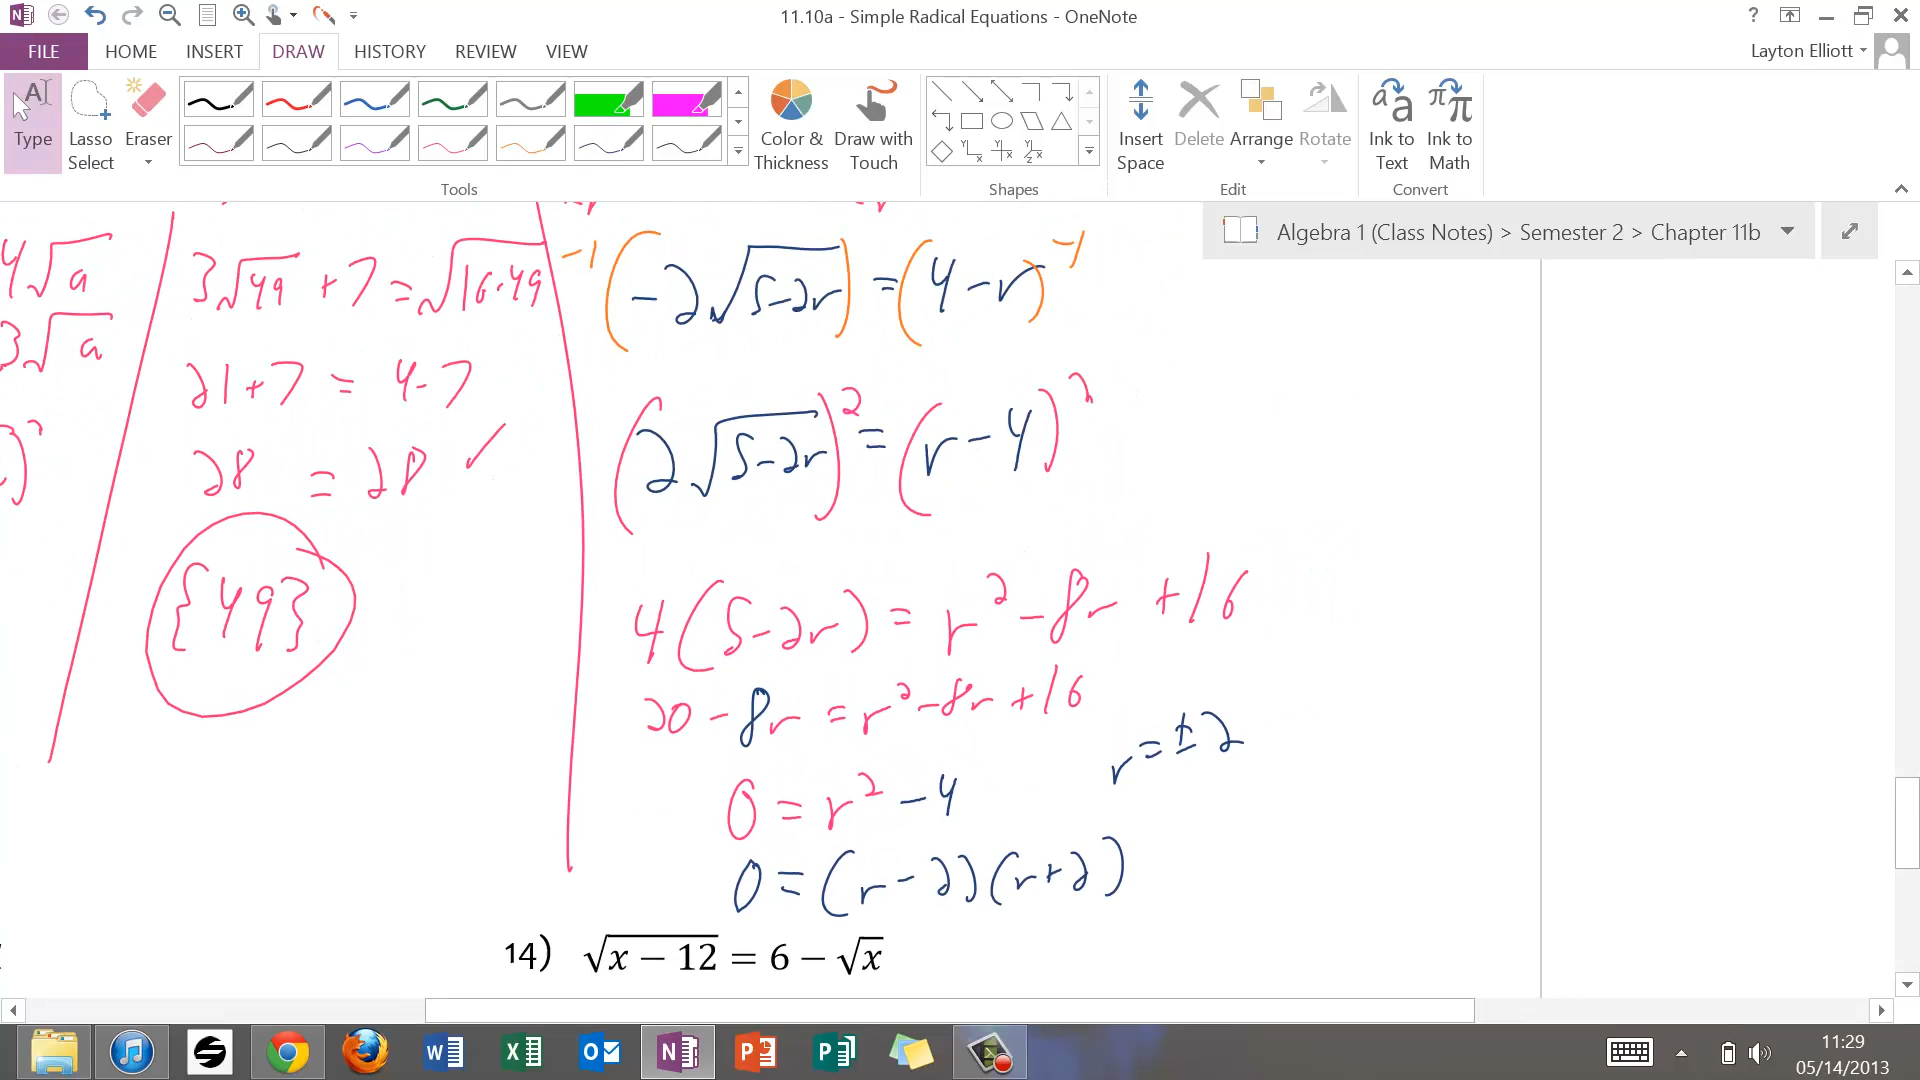 11.10a - Simple Radical Equations - OneNote
?
FILE HOME INSERT DRAW HISTORY REVIEW VIEW
Layton Elliott
Type
Lasso Select
Eraser
Color & Thickness
Draw with Touch
Insert Space
Delete
Arrange
Rotate
Ink to Text
Ink to Math
Tools
Shapes
Edit
Convert
Algebra 1 (Class Notes) > Semester 2 > Chapter 11b
4√a
3√a
3√49 + 7 = √16·49
21 + 7 = 4·7
28 = 28 ✓
{49}
-1(-2√5-2r) = (4-r)-1
(2√5-2r)² = (r-4)²
4(5-2r) = r² - 8r + 16
20 - 8r = r² - 8r + 16
r = ±2
0 = r² - 4
0 = (r-2)(r+2)
14) √x − 12 = 6 − √x
11:29
05/14/2013